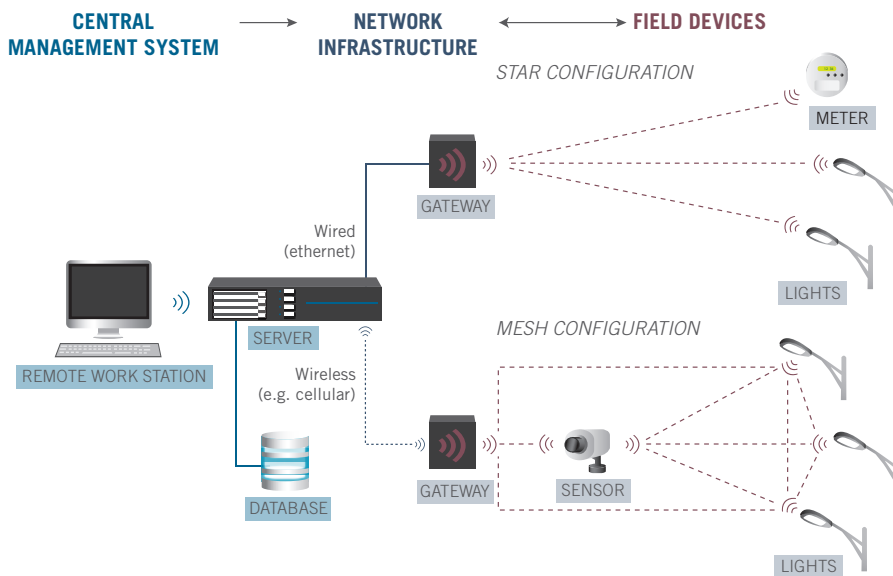 CENTRAL
MANAGEMENT SYSTEM
NETWORK
INFRASTRUCTURE
FIELD DEVICES
STAR CONFIGURATION
METER
GATEWAY
Wired
(ethernet)
LIGHTS
SERVER
MESH CONFIGURATION
REMOTE WORK STATION
Wireless
(e.g. cellular)
GATEWAY
SENSOR
DATABASE
LIGHTS